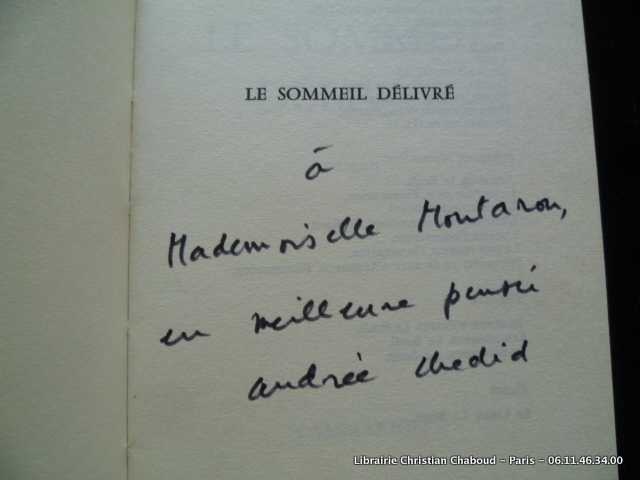 LE SOMMEIL DÉLIVRÉ
à
Mademoiselle Montaron,
en meilleure pensée
andrée chedid
Librairie Christian Chaboud - Paris - 06.11.46.34.00